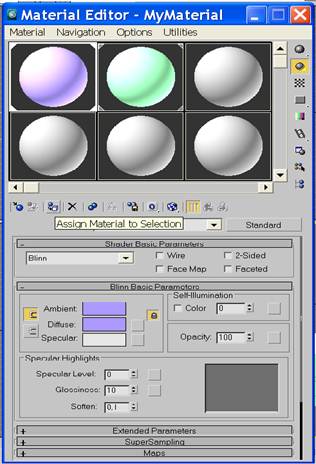 Material Editor - MyMaterial
Material Navigation Options Utilities
Assign Material to Selection
Standard
Shader Basic Parameters
Blinn
Wire
2-Sided
Face Map
Faceted
Blinn Basic Parameters
Ambient:
Diffuse:
Specular:
Self-Illumination
Color 0
Opacity: 100
Specular Highlights
Specular Level: 0
Glossiness: 10
Soften: 0,1
+ Extended Parameters
+ SuperSampling
+ Maps